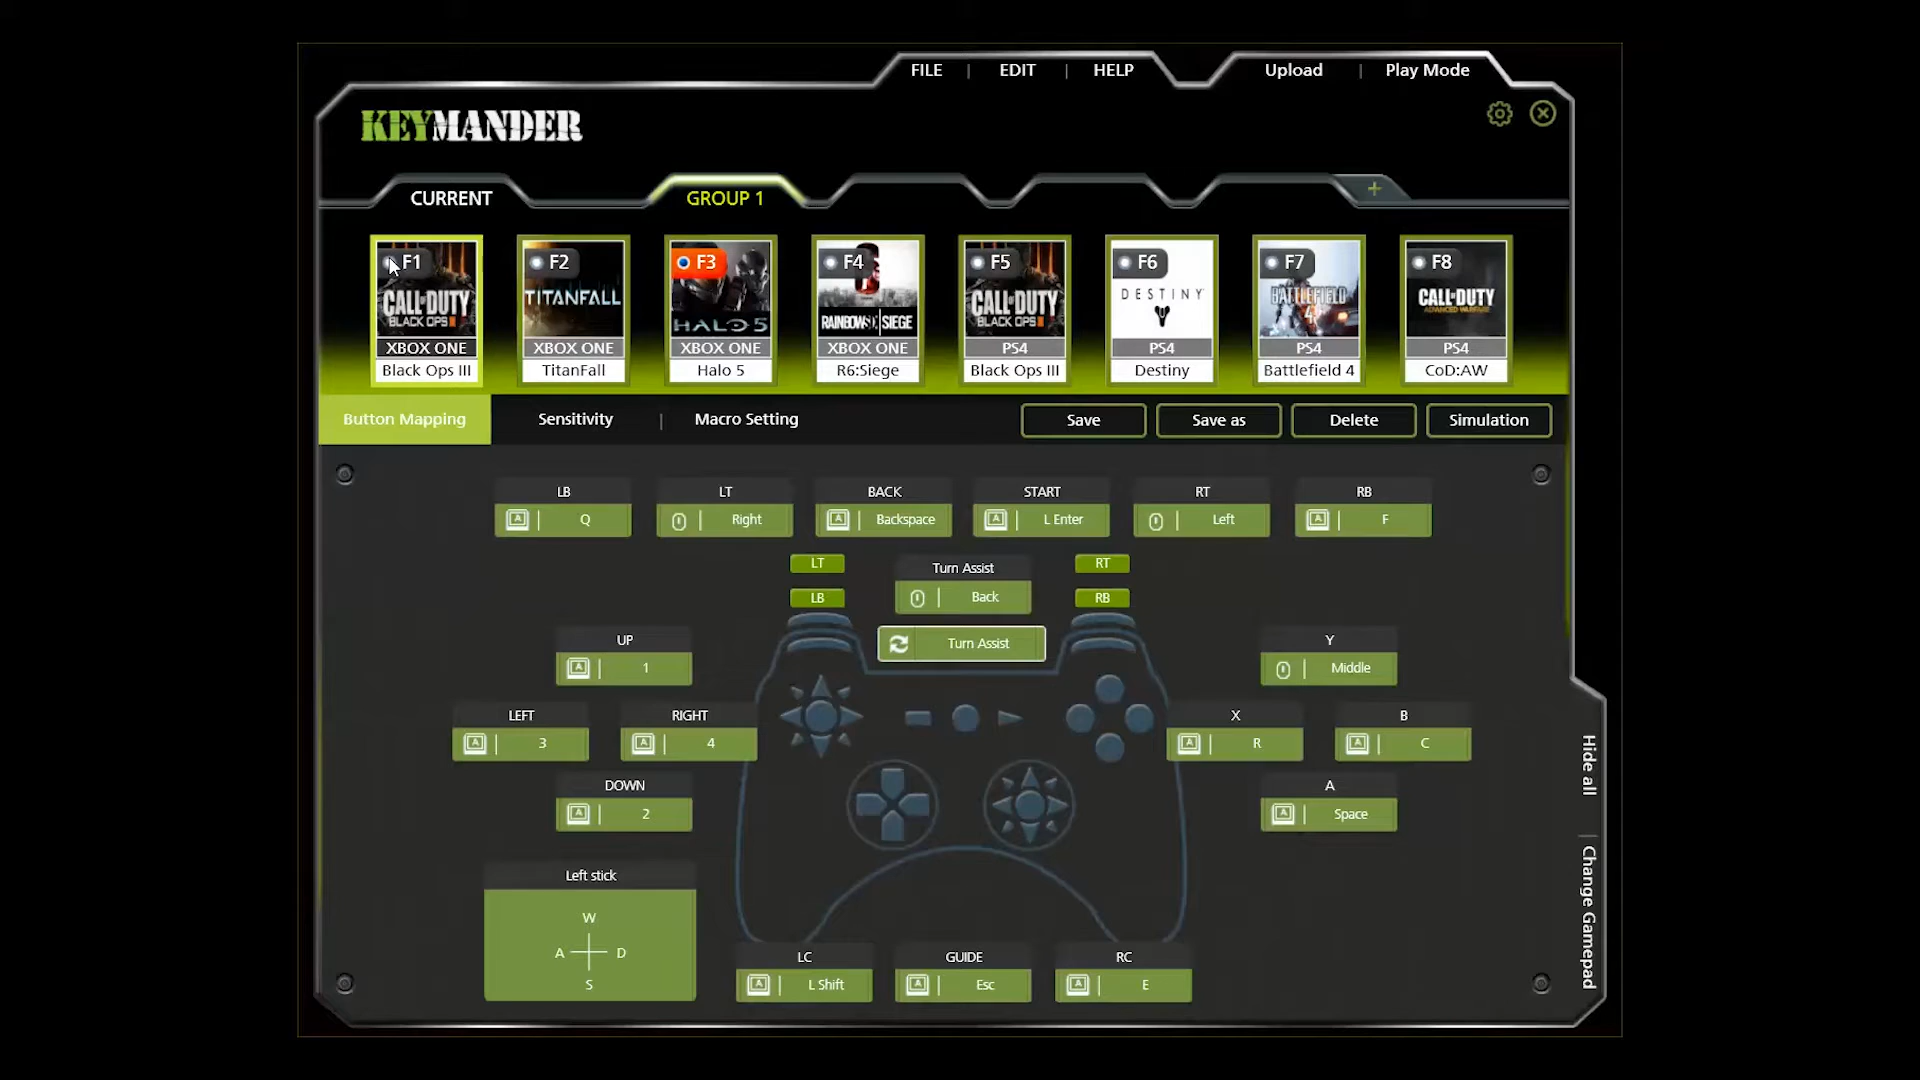 FILE | EDIT | HELP
Upload | Play Mode
KEYMANDER
CURRENT
GROUP 1
+
F1
CALL OF DUTY
BLACK OPS III
XBOX ONE
Black Ops III
F2
TITANFALL
XBOX ONE
TitanFall
F3
HALO 5
XBOX ONE
Halo 5
F4
RAINBOW SIX | SIEGE
XBOX ONE
R6:Siege
F5
CALL OF DUTY
BLACK OPS III
PS4
Black Ops III
F6
DESTINY
PS4
Destiny
F7
BATTLEFIELD
4
PS4
Battlefield 4
F8
CALL OF DUTY
ADVANCED WARFARE
PS4
CoD:AW
Button Mapping
Sensitivity | Macro Setting
Save
Save as
Delete
Simulation
LB
A | Q
LT
Right
BACK
A | Backspace
START
A | L Enter
RT
Left
RB
A | F
LT
LB
Turn Assist
Back
Turn Assist
RT
RB
UP
A | 1
LEFT
A | 3
RIGHT
A | 4
DOWN
A | 2
Y
Middle
X
A | R
B
A | C
A
A | Space
Left stick
W
A D
S
LC
A | L Shift
GUIDE
A | Esc
RC
A | E
Hide all
Change Gamepad